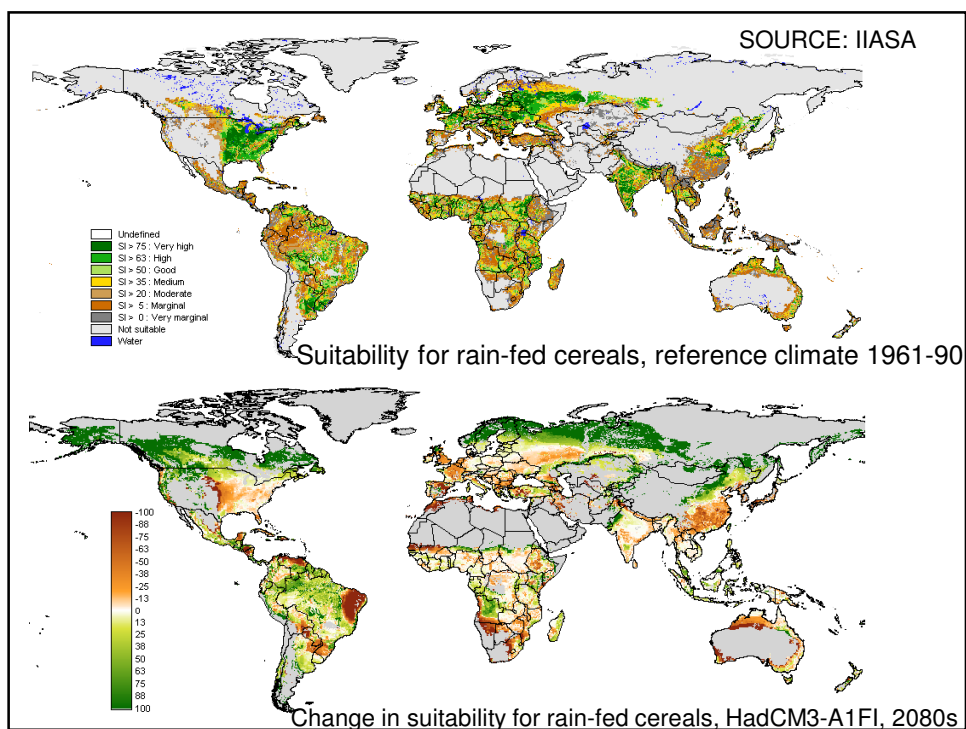 SOURCE: IIASA
Undefined
SI > 75 : Very high
SI > 63 : High
SI > 50 : Good
SI > 35 : Medium
SI > 20 : Moderate
SI > 5 : Marginal
SI > 0 : Very marginal
Not suitable
Water
Suitability for rain-fed cereals, reference climate 1961-90
-100
-88
-75
-63
-50
-38
-25
-13
0
13
25
38
50
63
75
88
100
Change in suitability for rain-fed cereals, HadCM3-A1FI, 2080s